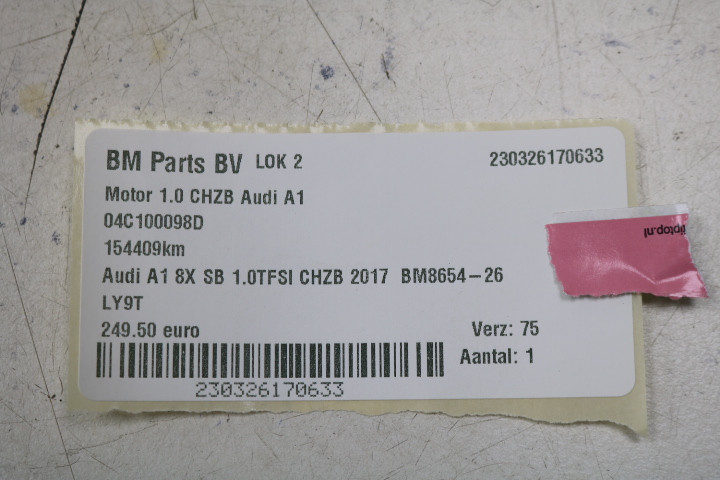 BM Parts BV LOK 2 230326170633
Motor 1.0 CHZB Audi A1
04C100098D
154409km
Audi A1 8X SB 1.0TFSI CHZB 2017 BM8654-26
LY9T
249.50 euro Verz: 75
Aantal: 1
230326170633